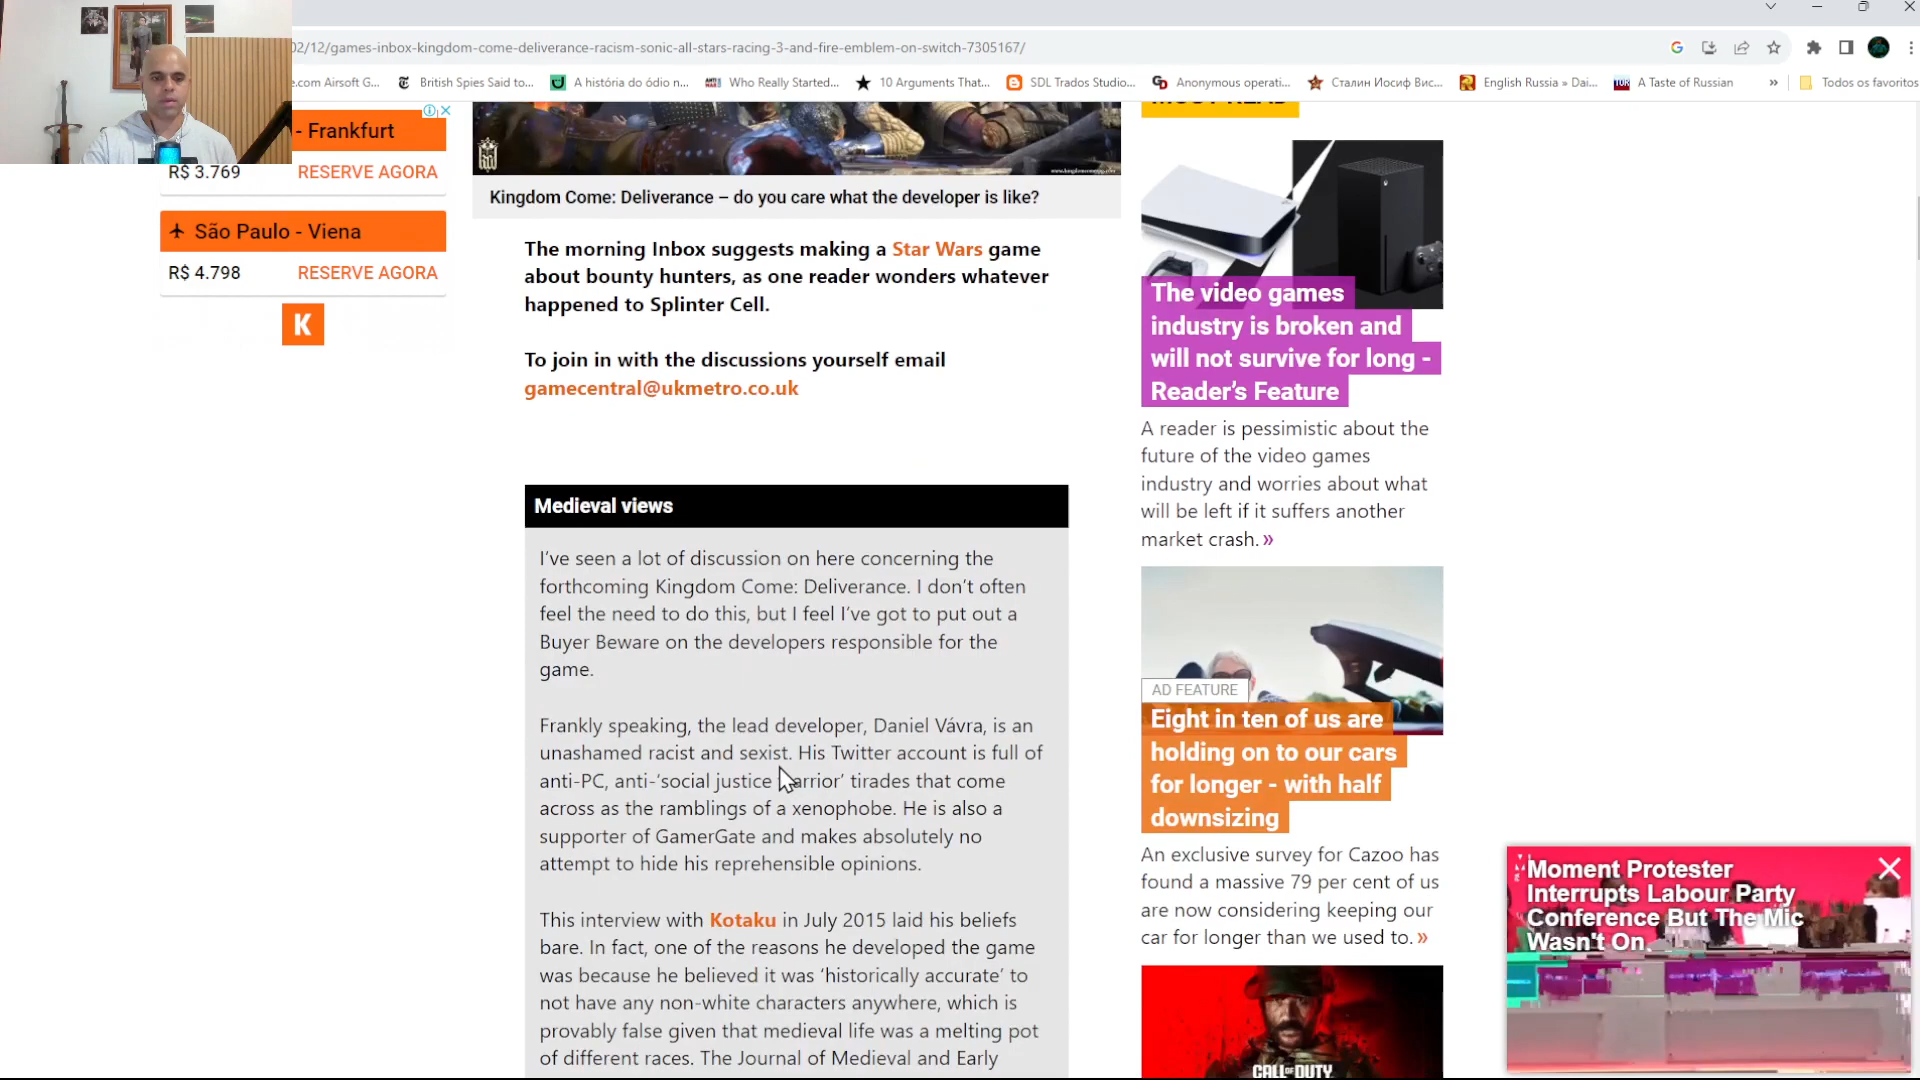 02/12/games-inbox-kingdom-come-deliverance-racism-sonic-all-stars-racing-3-and-fire-emblem-on-switch-7305167/
e.com Airsoft G...
British Spies Said to...
A história do ódio n...
Who Really Started...
10 Arguments That...
SDL Trados Studio...
Anonymous operati...
Сталин Иосиф Вис...
English Russia » Dai...
A Taste of Russian
»
Todos os favoritos
- Frankfurt
R$ 3.769 RESERVE AGORA
São Paulo - Viena
R$ 4.798 RESERVE AGORA
K
www.kingdomcomerpg.com
Kingdom Come: Deliverance – do you care what the developer is like?
The morning Inbox suggests making a Star Wars game
about bounty hunters, as one reader wonders whatever
happened to Splinter Cell.
To join in with the discussions yourself email
gamecentral@ukmetro.co.uk
Medieval views
I’ve seen a lot of discussion on here concerning the
forthcoming Kingdom Come: Deliverance. I don’t often
feel the need to do this, but I feel I’ve got to put out a
Buyer Beware on the developers responsible for the
game.
Frankly speaking, the lead developer, Daniel Vávra, is an
unashamed racist and sexist. His Twitter account is full of
anti-PC, anti-‘social justice warrior’ tirades that come
across as the ramblings of a xenophobe. He is also a
supporter of GamerGate and makes absolutely no
attempt to hide his reprehensible opinions.
This interview with Kotaku in July 2015 laid his beliefs
bare. In fact, one of the reasons he developed the game
was because he believed it was ‘historically accurate’ to
not have any non-white characters anywhere, which is
provably false given that medieval life was a melting pot
of different races. The Journal of Medieval and Early
MOST READ
The video games
industry is broken and
will not survive for long -
Reader’s Feature
A reader is pessimistic about the
future of the video games
industry and worries about what
will be left if it suffers another
market crash. »
AD FEATURE
Eight in ten of us are
holding on to our cars
for longer - with half
downsizing
An exclusive survey for Cazoo has
found a massive 79 per cent of us
are now considering keeping our
car for longer than we used to. »
CALL OF DUTY
Moment Protester
Interrupts Labour Party
Conference But The Mic
Wasn't On